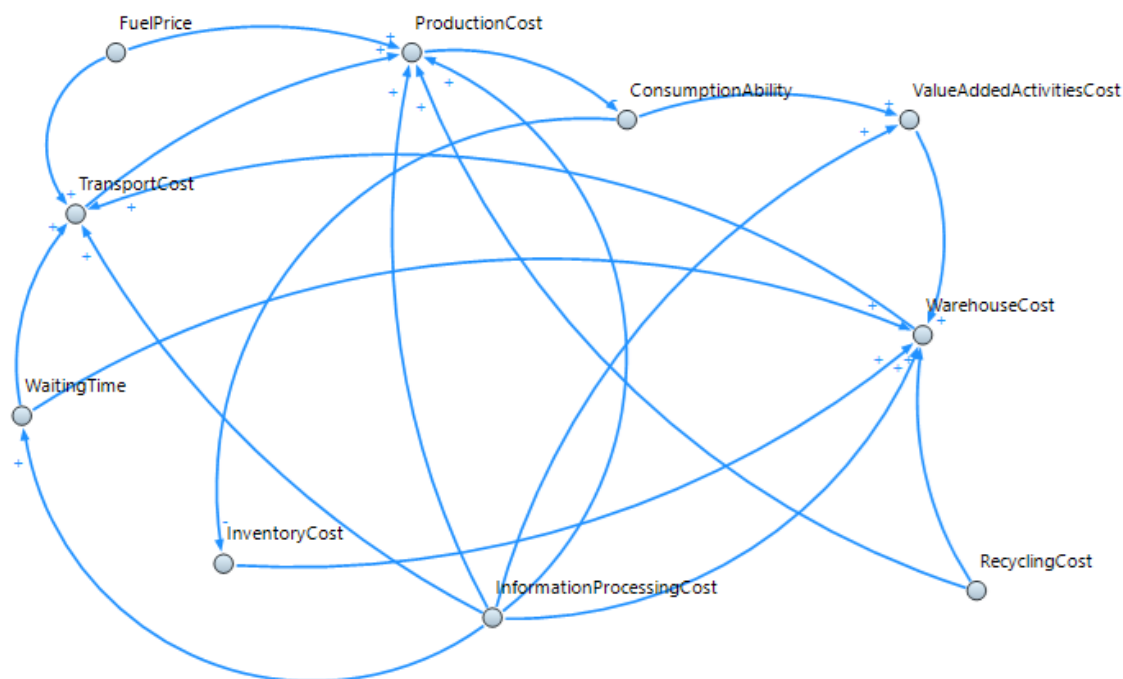 FuelPrice
ProductionCost
+
+
+
+
+
-
ConsumptionAbility
ValueAddedActivitiesCost
+
+
TransportCost
+
+
+
+
WarehouseCost
+
+
+
+
+
WaitingTime
+
-
InventoryCost
RecyclingCost
InformationProcessingCost